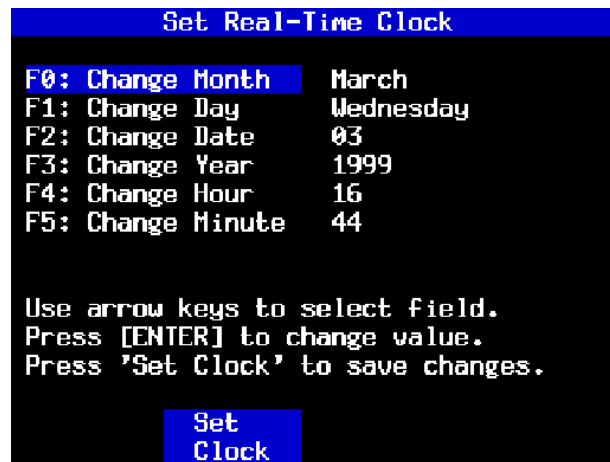 Set Real-Time Clock
F0: Change Month March
F1: Change Day Wednesday
F2: Change Date 03
F3: Change Year 1999
F4: Change Hour 16
F5: Change Minute 44
Use arrow keys to select field.
Press [ENTER] to change value.
Press 'Set Clock' to save changes.
Set
Clock